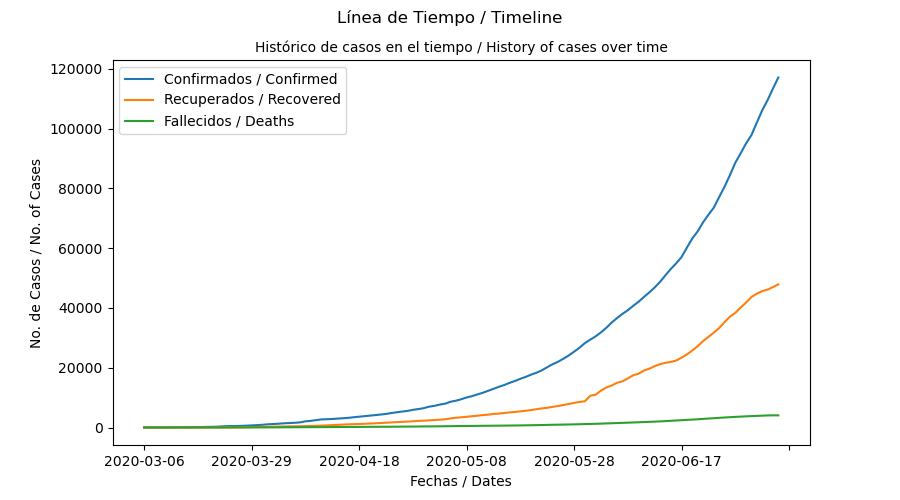 Línea de Tiempo / Timeline
Histórico de casos en el tiempo / History of cases over time
No. de Casos / No. of Cases
120000
100000
80000
60000
40000
20000
0
Confirmados / Confirmed
Recuperados / Recovered
Fallecidos / Deaths
2020-03-06 2020-03-29 2020-04-18 2020-05-08 2020-05-28 2020-06-17
Fechas / Dates